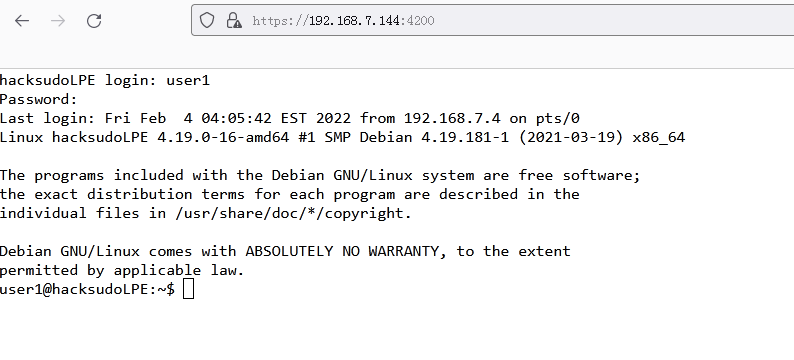 https://192.168.7.144:4200
hacksudoLPE login: user1
Password:
Last login: Fri Feb  4 04:05:42 EST 2022 from 192.168.7.4 on pts/0
Linux hacksudoLPE 4.19.0-16-amd64 #1 SMP Debian 4.19.181-1 (2021-03-19) x86_64
The programs included with the Debian GNU/Linux system are free software;
the exact distribution terms for each program are described in the
individual files in /usr/share/doc/*/copyright.
Debian GNU/Linux comes with ABSOLUTELY NO WARRANTY, to the extent
permitted by applicable law.
user1@hacksudoLPE:~$